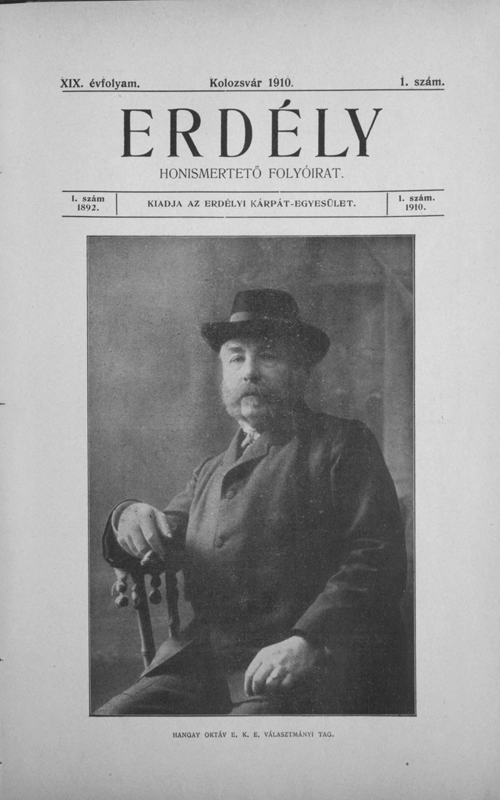 XIX. évfolyam. Kolozsvár 1910. 1. szám.
ERDÉLY
HONISMERTETŐ FOLYÓIRAT.
1. szám
1892.
KIADJA AZ ERDÉLYI KÁRPÁT-EGYESÜLET.
1. szám.
1910.
HANGAY OKTÁV E. K. E. VÁLASZTMÁNYI TAG.